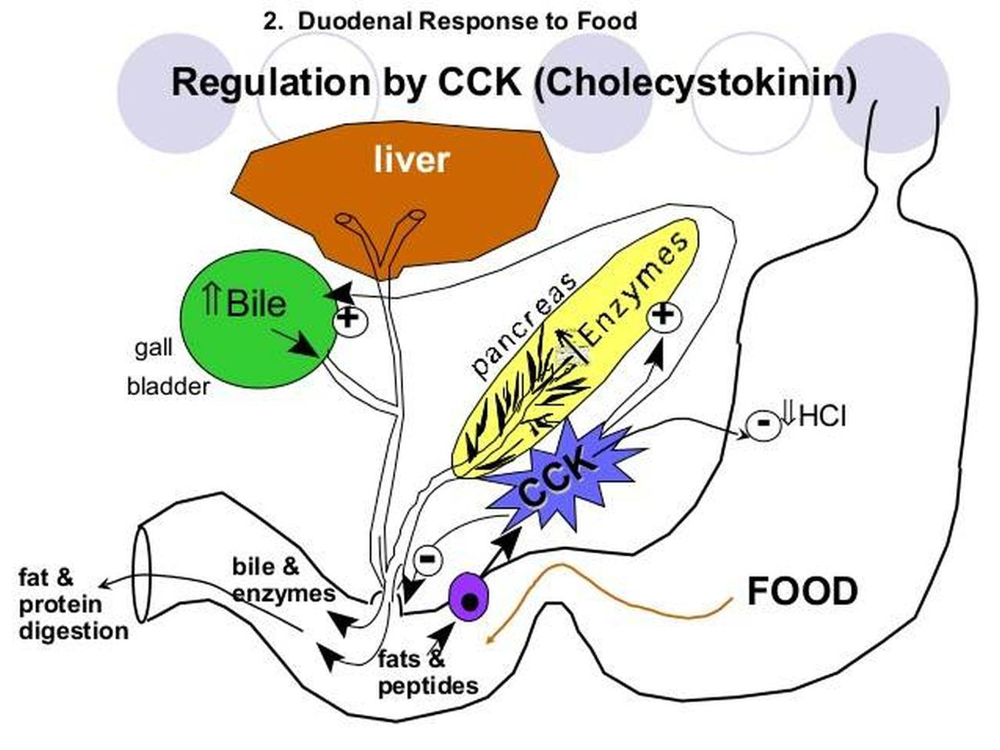 2. Duodenal Response to Food
Regulation by CCK (Cholecystokinin)
liver
⇑Bile
+
gall
bladder
pancreas
↑Enzymes
+
CCK
- ⇓HCl
-
bile &
enzymes
fat &
protein
digestion
fats &
peptides
FOOD